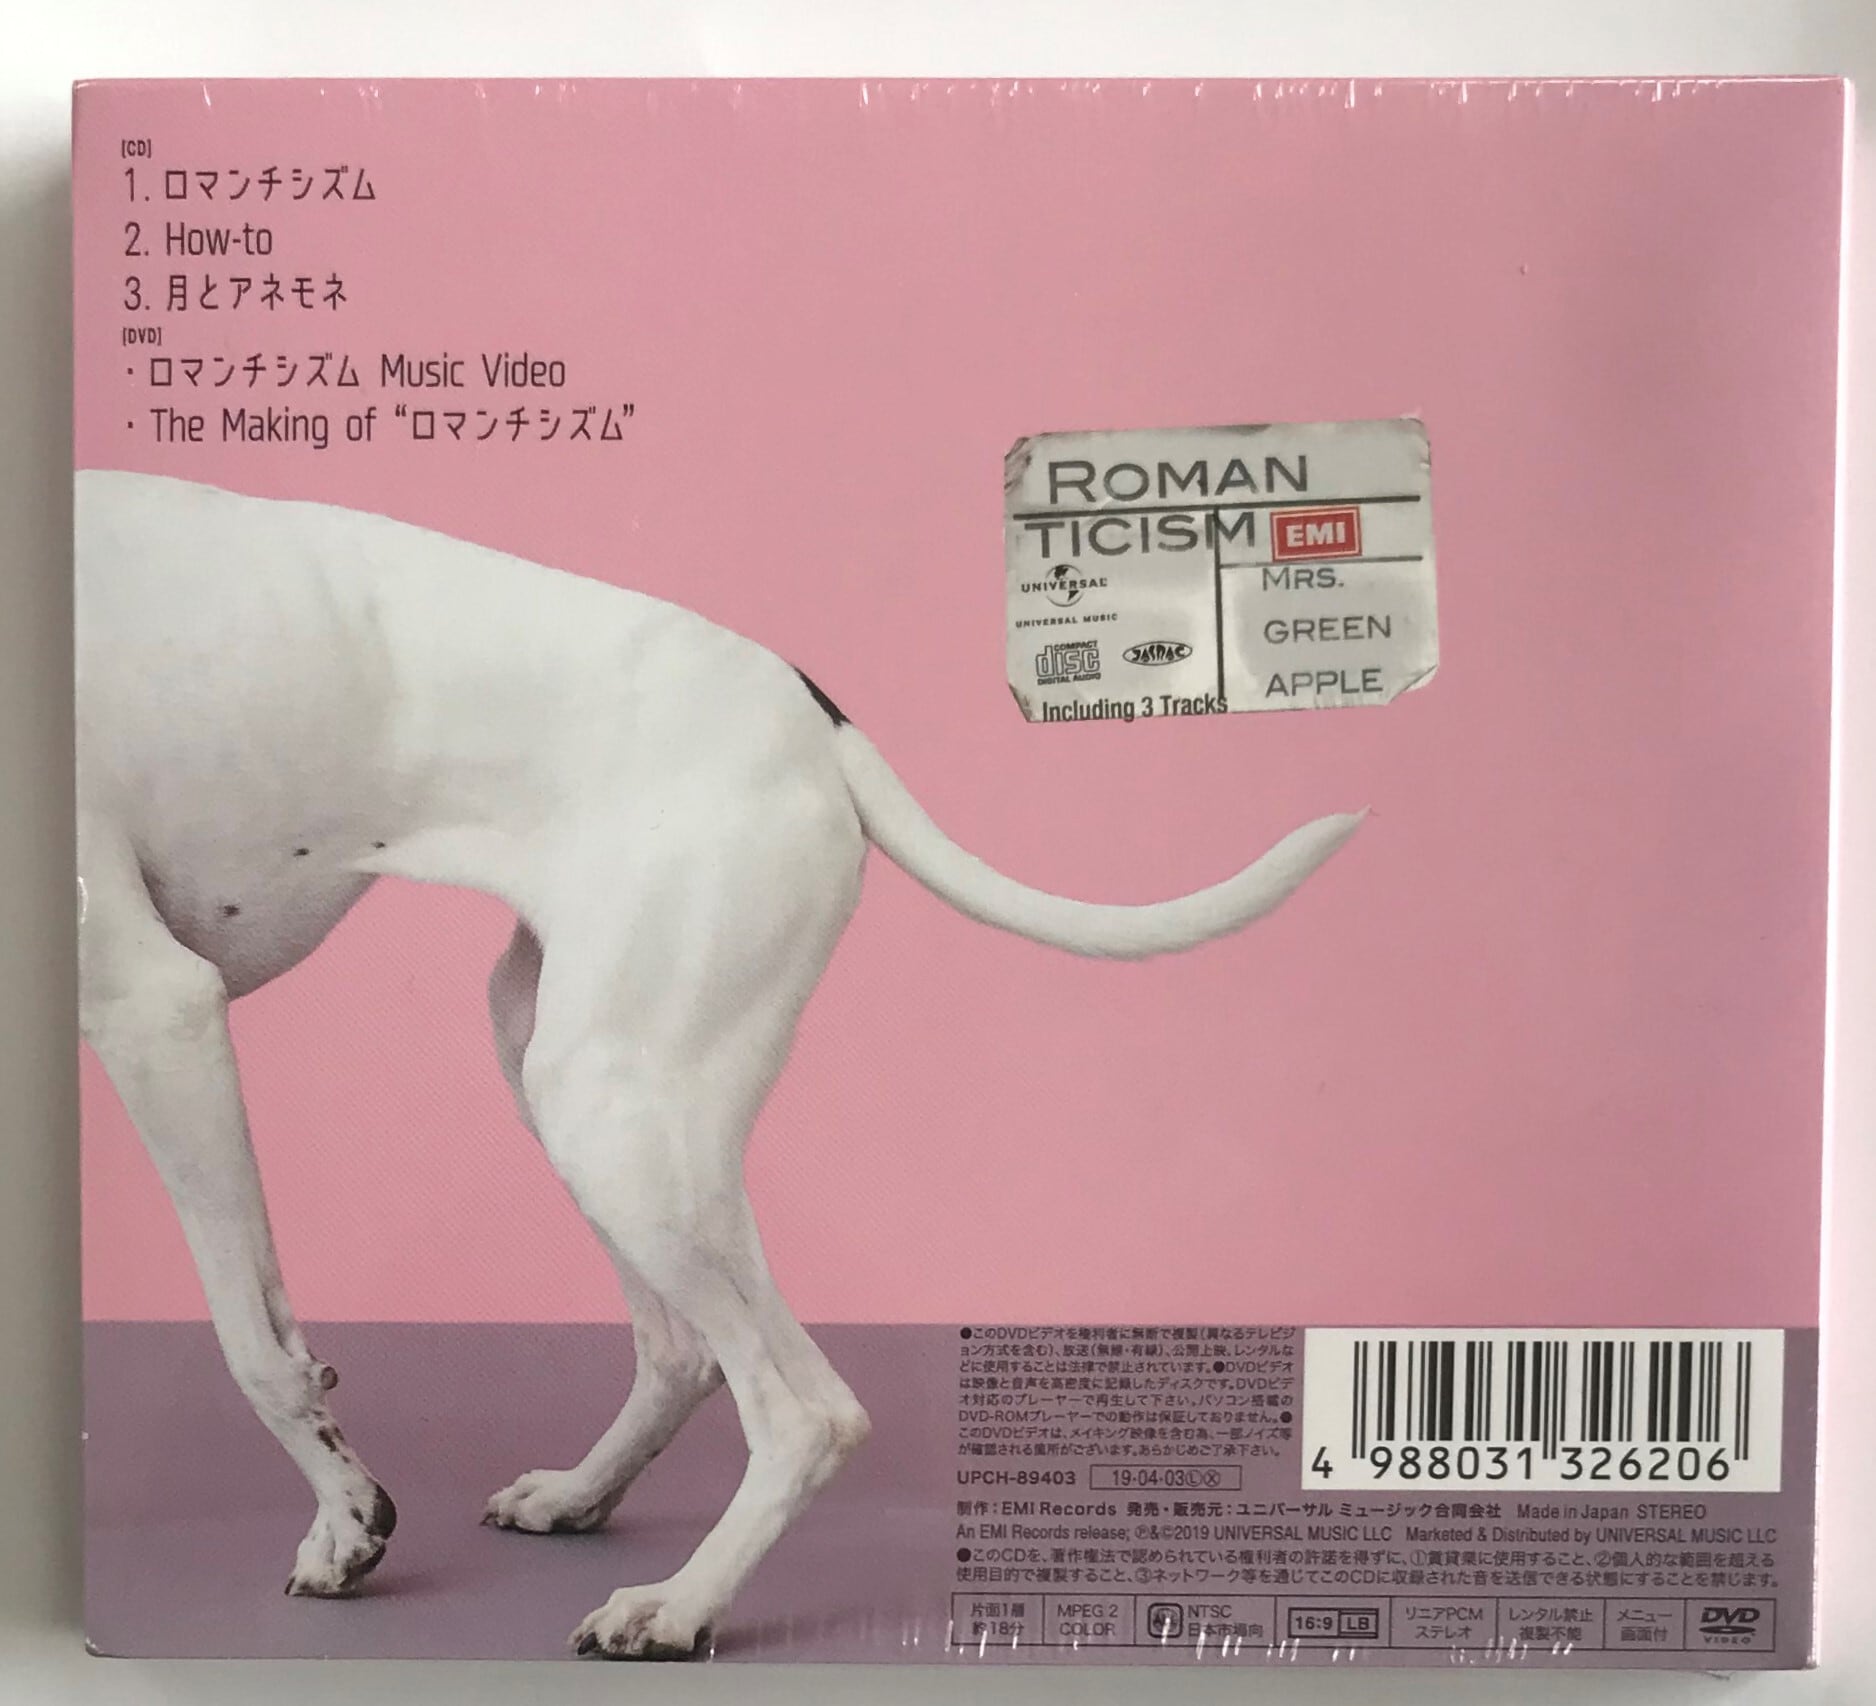 [CD]
1. ロマンチシズム
2. How-to
3. 月とアネモネ
[DVD]
・ロマンチシズム Music Video
・The Making of “ロマンチシズム”
ROMAN
TICISM EMI
UNIVERSAL
UNIVERSAL MUSIC
MRS.
GREEN
APPLE
COMPACT
disc
DIGITAL AUDIO
JASRAC
Including 3 Tracks
●このDVDビデオを権利者に無断で複製(異なるテレビジ
ョン方式を含む)、放送(無線・有線)、公開上映、レンタルな
どに使用することは法律で禁止されています。●DVDビデオ
は映像と音声を高密度に記録したディスクです。DVDビデ
オ対応のプレーヤーで再生して下さい。パソコン搭載の
DVD-ROMプレーヤーでの動作は保証しておりません。●
このDVDビデオは、メイキング映像を含む為、一部ノイズ等
が確認される箇所がございます。あらかじめご了承下さい。
UPCH-89403 19・04・03ⓁⓍ
4 988031 326206
制作：EMI Records 発売・販売元：ユニバーサル ミュージック合同会社 Made in Japan STEREO
An EMI Records release; ℗&©2019 UNIVERSAL MUSIC LLC Marketed & Distributed by UNIVERSAL MUSIC LLC
●このCDを、著作権法で認められている権利者の許諾を得ずに、①賃貸業に使用すること、②個人的な範囲を超える
使用目的で複製すること、③ネットワーク等を通じてこのCDに収録された音を送信できる状態にすることを禁じます。
片面1層
約18分
MPEG 2
COLOR
NTSC
日本市場向
16:9 LB
リニアPCM
ステレオ
レンタル禁止
複製不能
メニュー
画面付
DVD
VIDEO